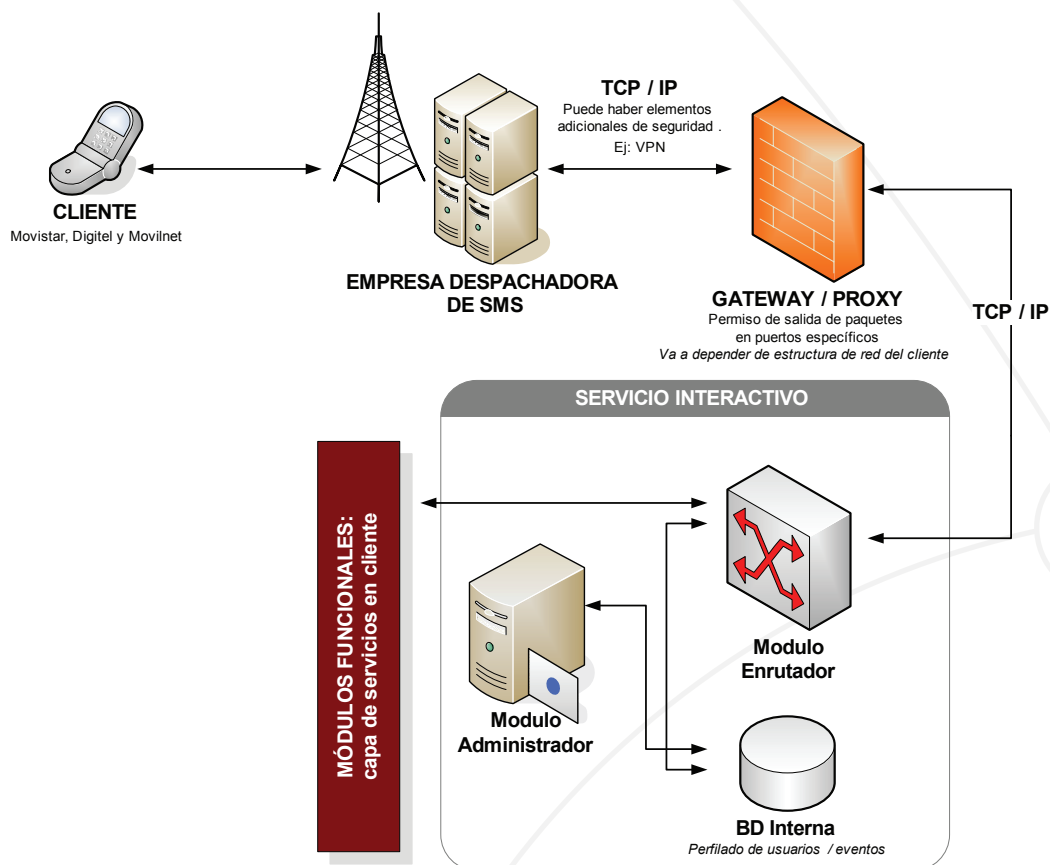 CLIENTE
Movistar, Digitel y Movilnet
EMPRESA DESPACHADORA
DE SMS
TCP / IP
Puede haber elementos
adicionales de seguridad .
Ej: VPN
GATEWAY / PROXY
Permiso de salida de paquetes
en puertos específicos
Va a depender de estructura de red del cliente
TCP / IP
SERVICIO INTERACTIVO
MÓDULOS FUNCIONALES:
capa de servicios en cliente
Modulo
Enrutador
Modulo
Administrador
BD Interna
Perfilado de usuarios / eventos